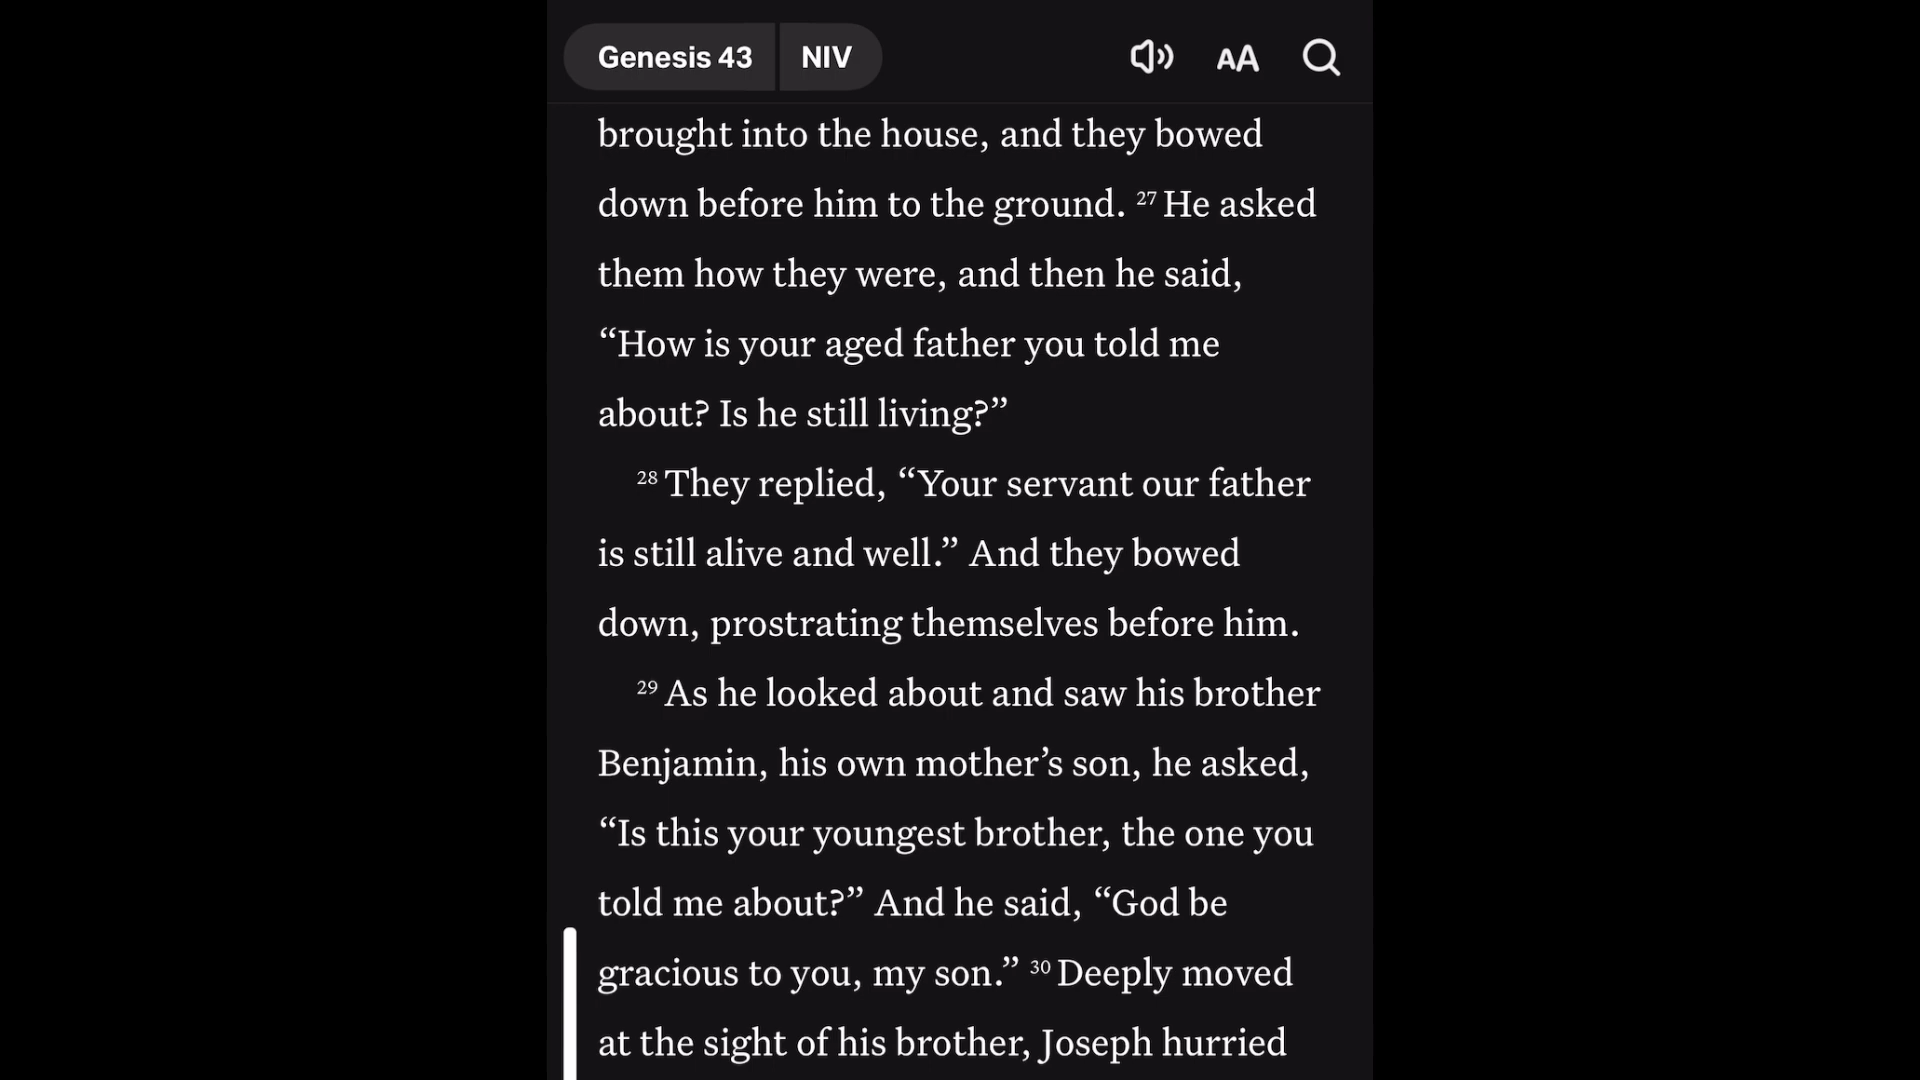 Genesis 43 NIV AA
brought into the house, and they bowed
down before him to the ground. 27 He asked
them how they were, and then he said,
“How is your aged father you told me
about? Is he still living?”
28 They replied, “Your servant our father
is still alive and well.” And they bowed
down, prostrating themselves before him.
29 As he looked about and saw his brother
Benjamin, his own mother’s son, he asked,
“Is this your youngest brother, the one you
told me about?” And he said, “God be
gracious to you, my son.” 30 Deeply moved
at the sight of his brother, Joseph hurried